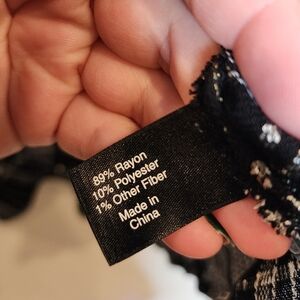 89% Rayon
10% Polyester
1% Other Fiber
Made in
China